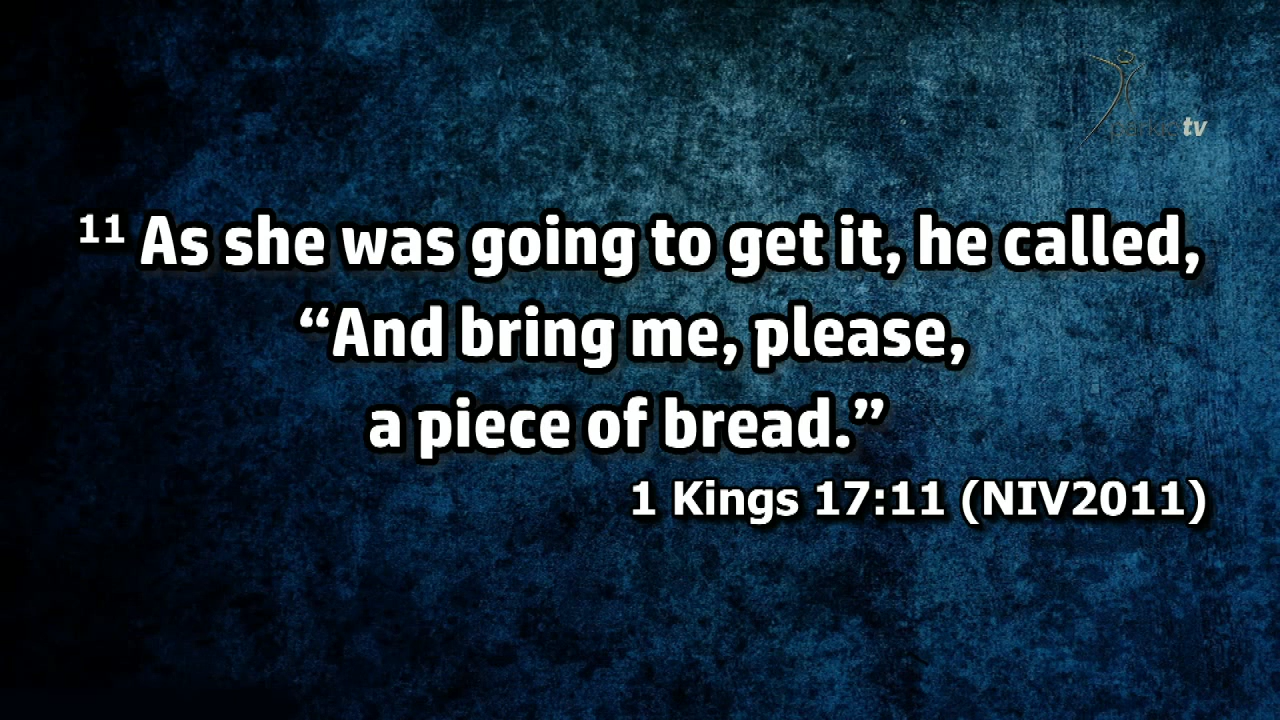 tv
11 As she was going to get it, he called,
“And bring me, please,
a piece of bread.”
1 Kings 17:11 (NIV2011)